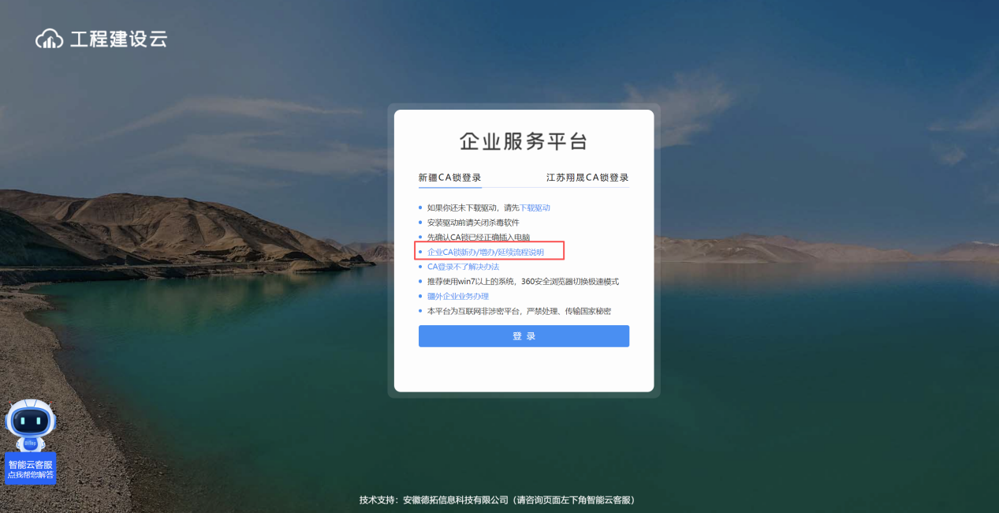 工程建设云
企业服务平台
新疆CA锁登录 江苏翔晟CA锁登录
如果你还未下载驱动，请先下载驱动
安装驱动前请关闭杀毒软件
先确认CA锁已经正确插入电脑
企业CA锁新办/增办/延续流程说明
CA登录不了解决办法
推荐使用win7以上的系统，360安全浏览器切换极速模式
疆外企业业务办理
本平台为互联网非涉密平台，严禁处理、传输国家秘密
登 录
智能云客服
点我帮您解答
技术支持：安徽德拓信息科技有限公司（请咨询页面左下角智能云客服）